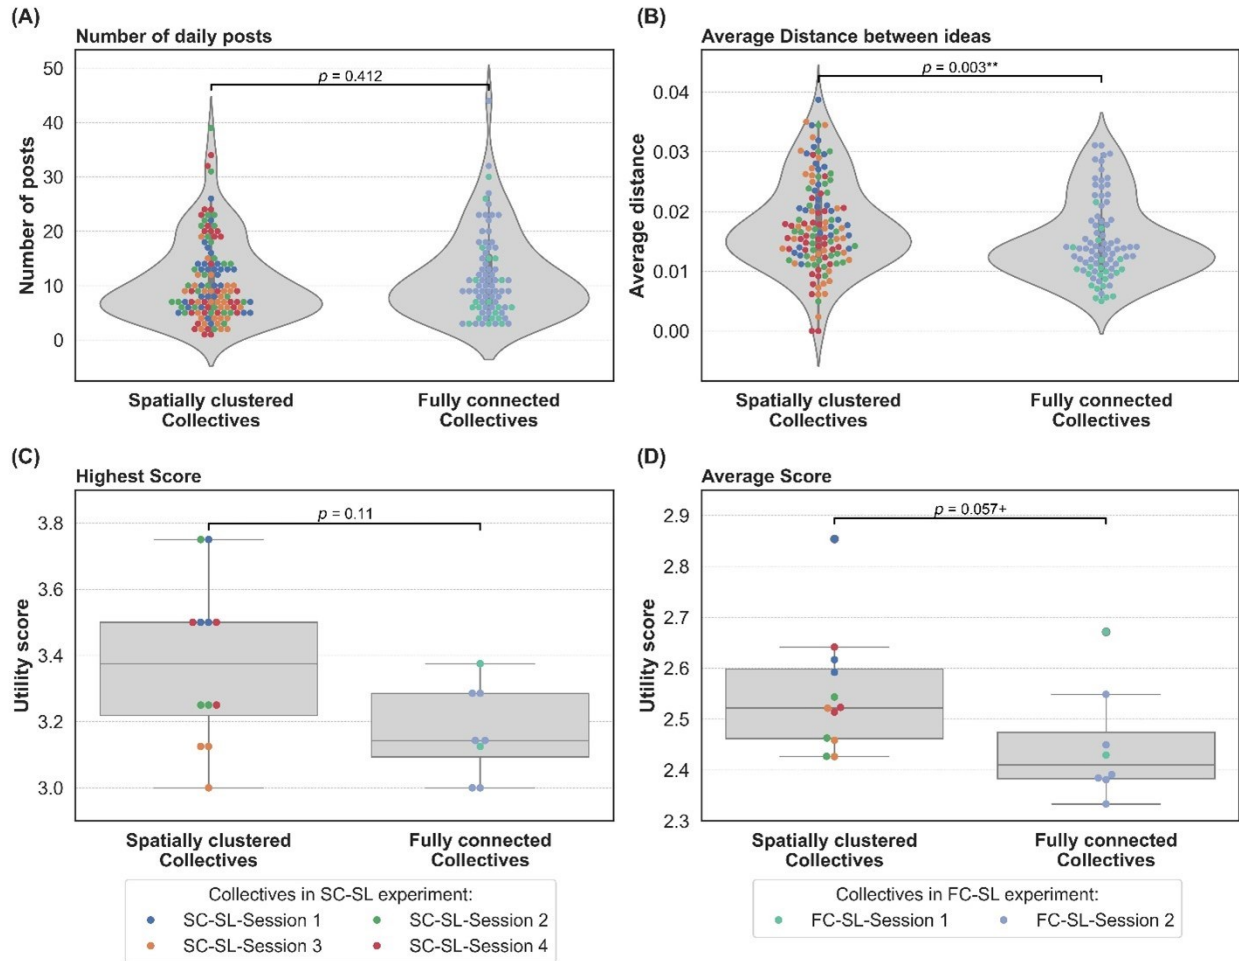 (A)
Number of daily posts
50
40
30
20
10
0
Number of posts
p = 0.412
Spatially clustered
Collectives
Fully connected
Collectives
(B)
Average Distance between ideas
0.04
0.03
0.02
0.01
0.00
Average distance
p = 0.003**
Spatially clustered
Collectives
Fully connected
Collectives
(C)
Highest Score
3.8
3.6
3.4
3.2
3.0
Utility score
p = 0.11
Spatially clustered
Collectives
Fully connected
Collectives
(D)
Average Score
2.9
2.8
2.7
2.6
2.5
2.4
2.3
Utility score
p = 0.057+
Spatially clustered
Collectives
Fully connected
Collectives
Collectives in SC-SL experiment:
SC-SL-Session 1
SC-SL-Session 2
SC-SL-Session 3
SC-SL-Session 4
Collectives in FC-SL experiment:
FC-SL-Session 1
FC-SL-Session 2